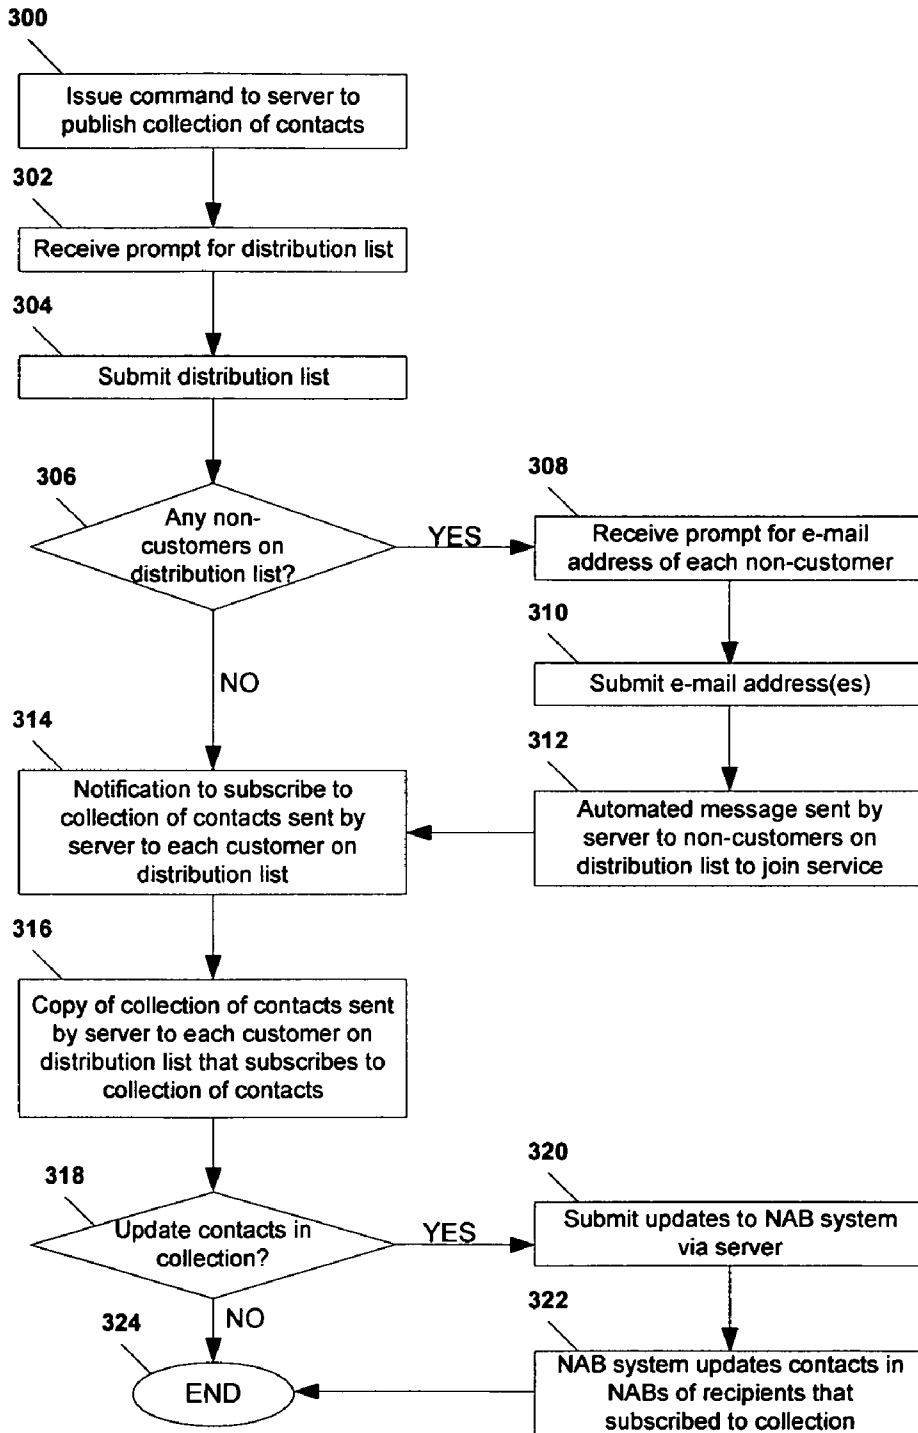 300
Issue command to server to
publish collection of contacts
302
Receive prompt for distribution list
304
Submit distribution list
306
Any non-
customers on
distribution list?
YES
308
Receive prompt for e-mail
address of each non-customer
310
Submit e-mail address(es)
312
Automated message sent by
server to non-customers on
distribution list to join service
NO
314
Notification to subscribe to
collection of contacts sent by
server to each customer on
distribution list
316
Copy of collection of contacts sent
by server to each customer on
distribution list that subscribes to
collection of contacts
318
Update contacts in
collection?
YES
320
Submit updates to NAB system
via server
322
NAB system updates contacts in
NABs of recipients that
subscribed to collection
NO
324
END